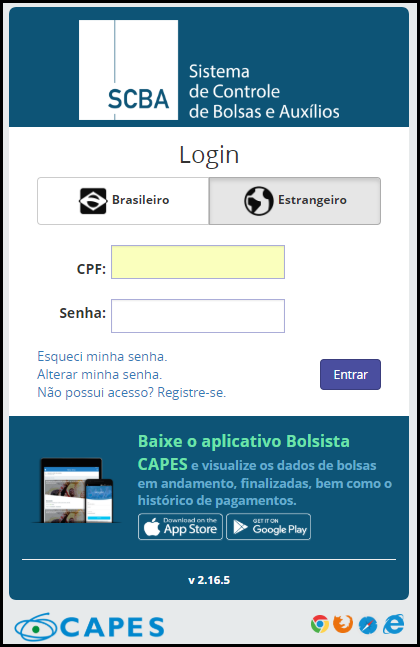 SCBA
Sistema
de Controle
de Bolsas e Auxílios
Login
Brasileiro
Estrangeiro
CPF:
Senha:
Esqueci minha senha.
Alterar minha senha.
Não possui acesso? Registre-se.
Entrar
Baixe o aplicativo Bolsista
CAPES e visualize os dados de bolsas
em andamento, finalizadas, bem como o
histórico de pagamentos.
Download on the
App Store
GET IT ON
Google Play
v 2.16.5
CAPES